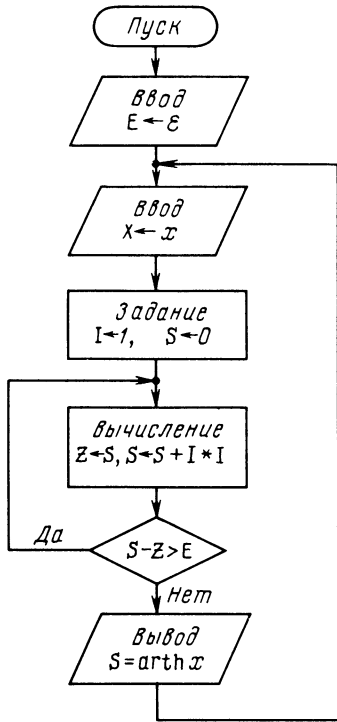 Пуск
Ввод
E←ε
Ввод
X←x
Задание
I←1, S←0
Вычисление
Z←S, S←S+I*I
Да
S-Z>E
Нет
Вывод
S=arth x